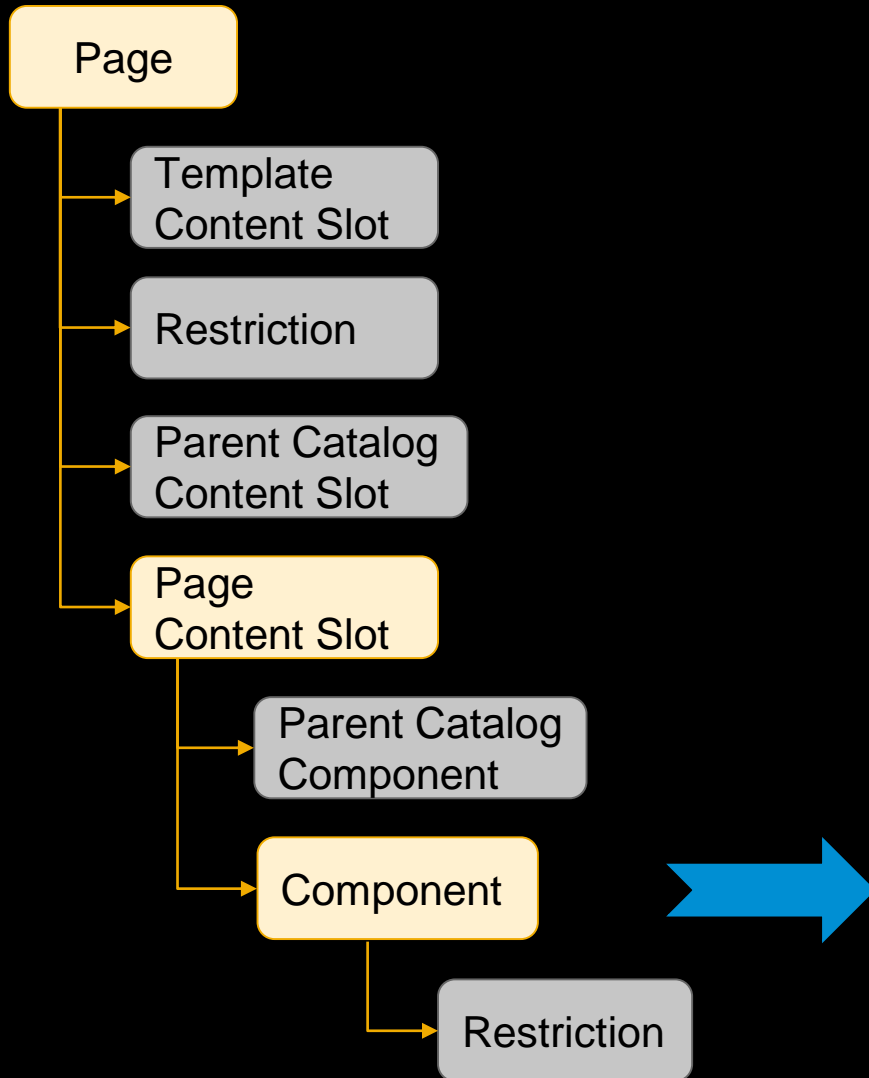 Page
Template
Content Slot
Restriction
Parent Catalog
Content Slot
Page
Content Slot
Parent Catalog
Component
Component
Restriction